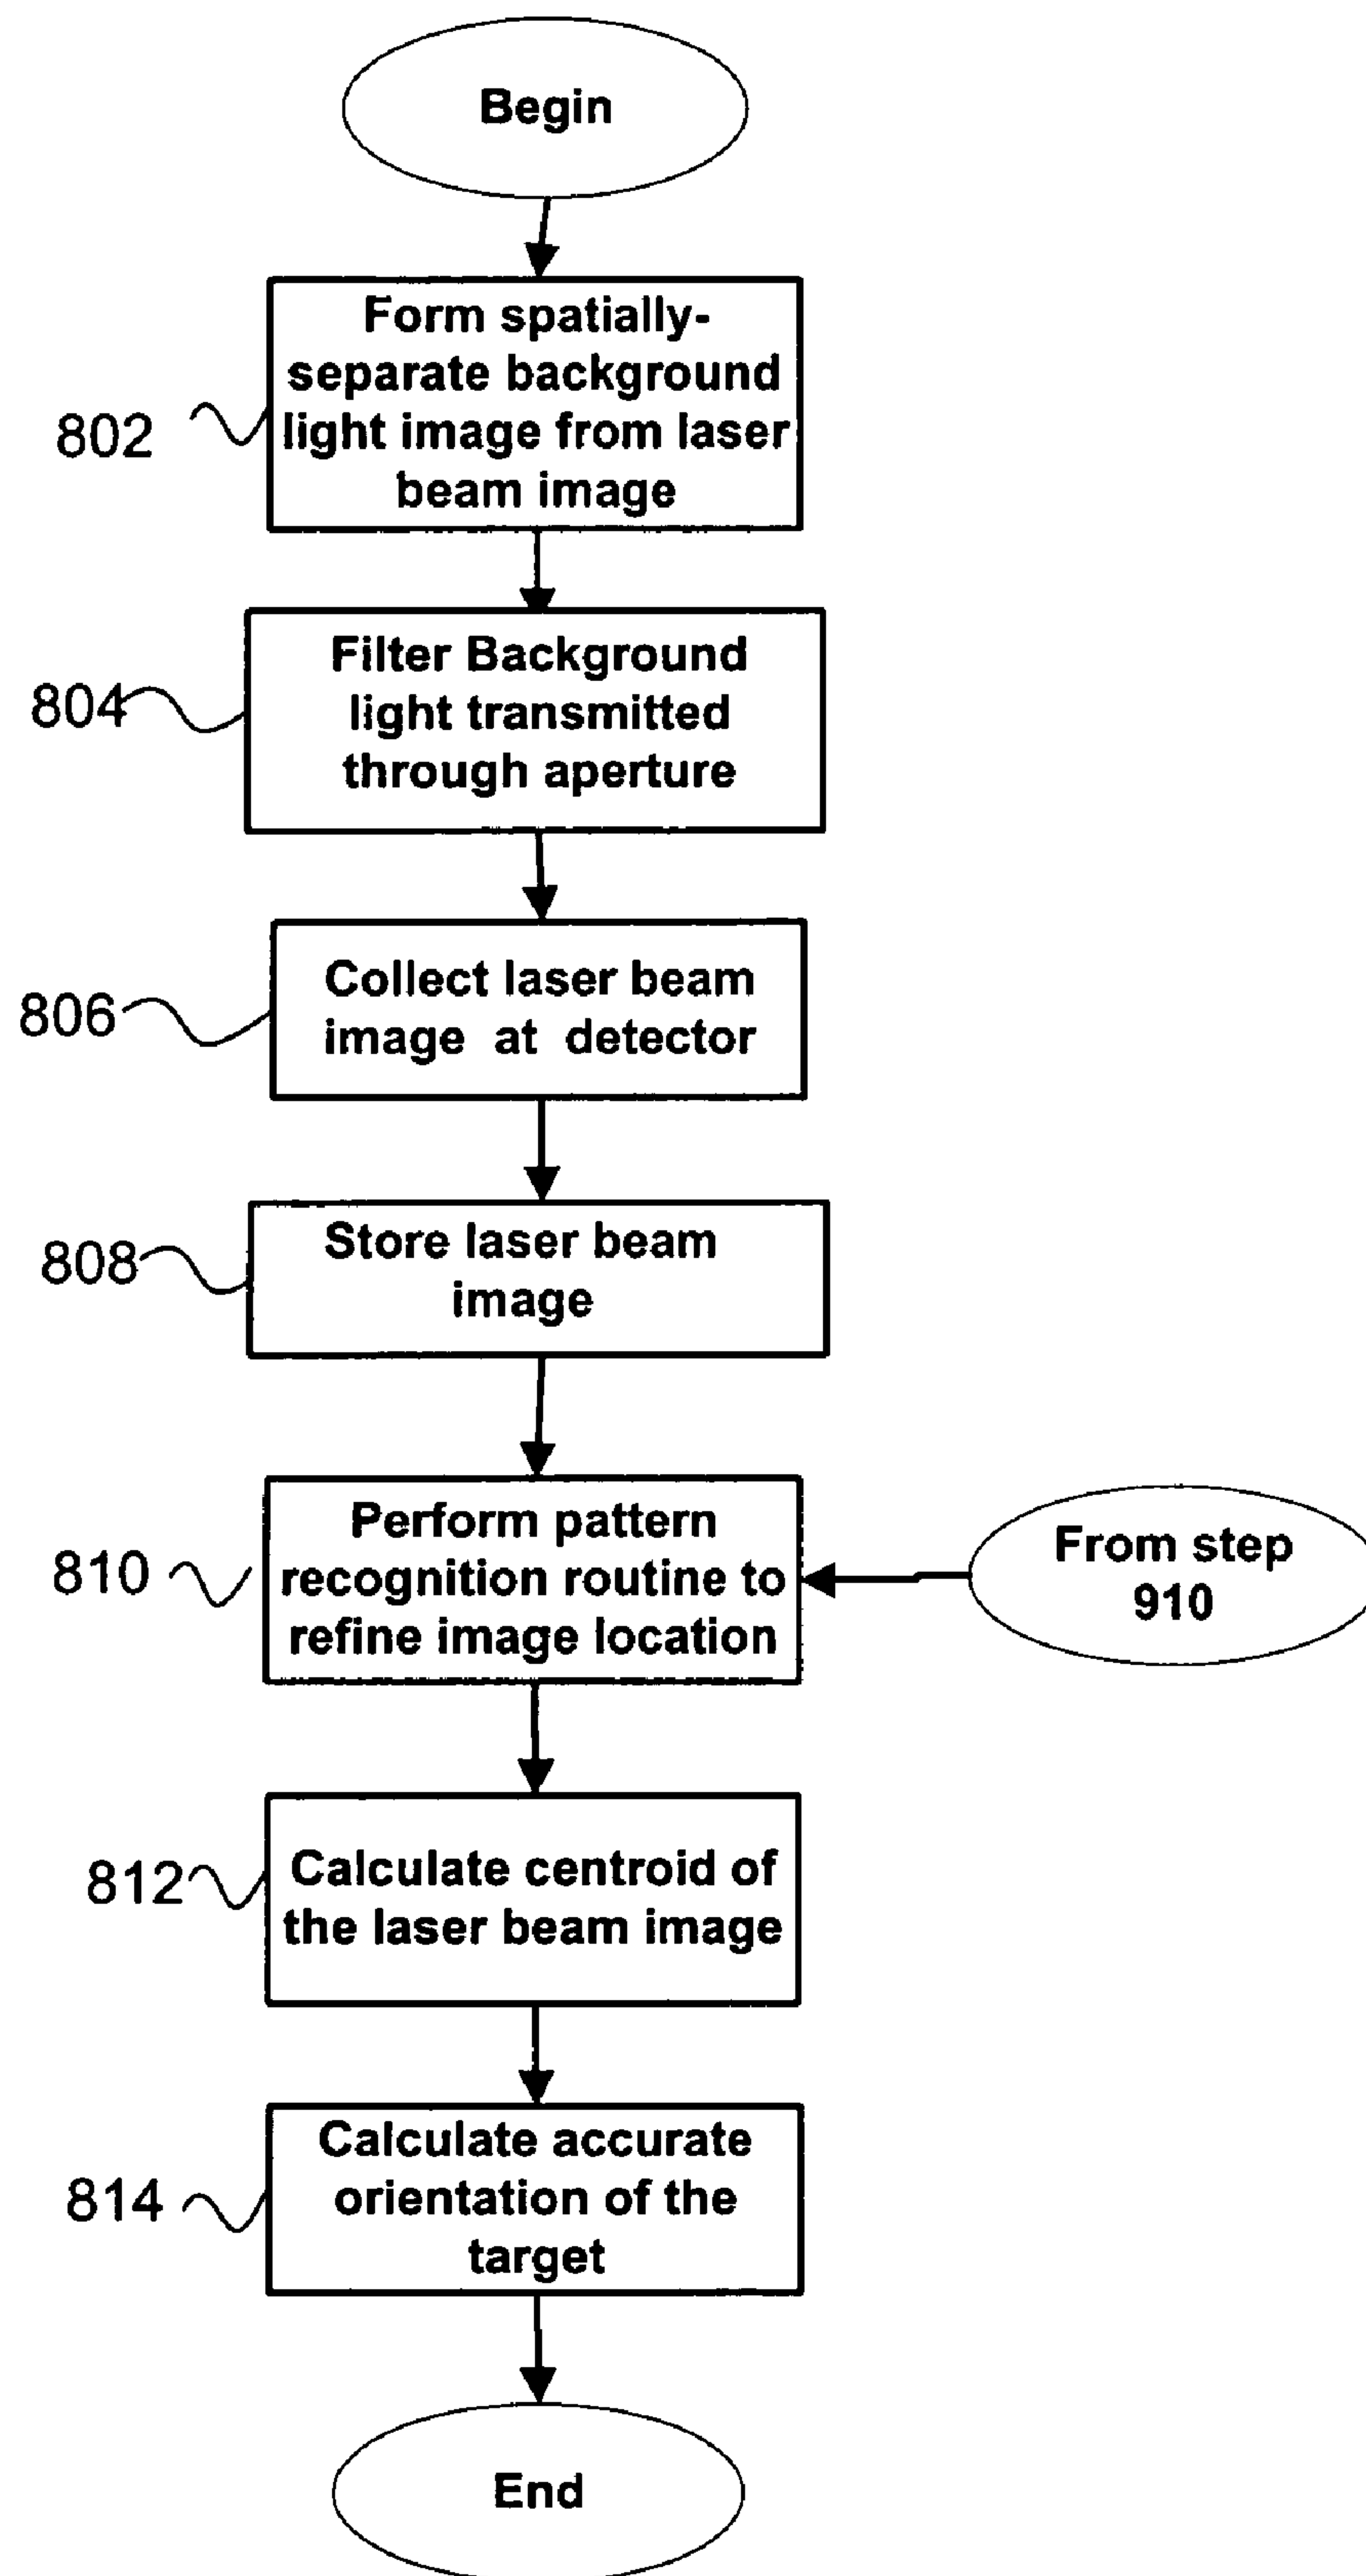 Begin
802
Form spatially-
separate background
light image from laser
beam image
804
Filter Background
light transmitted
through aperture
806
Collect laser beam
image at detector
808
Store laser beam
image
810
Perform pattern
recognition routine to
refine image location
From step
910
812
Calculate centroid of
the laser beam image
814
Calculate accurate
orientation of the
target
End